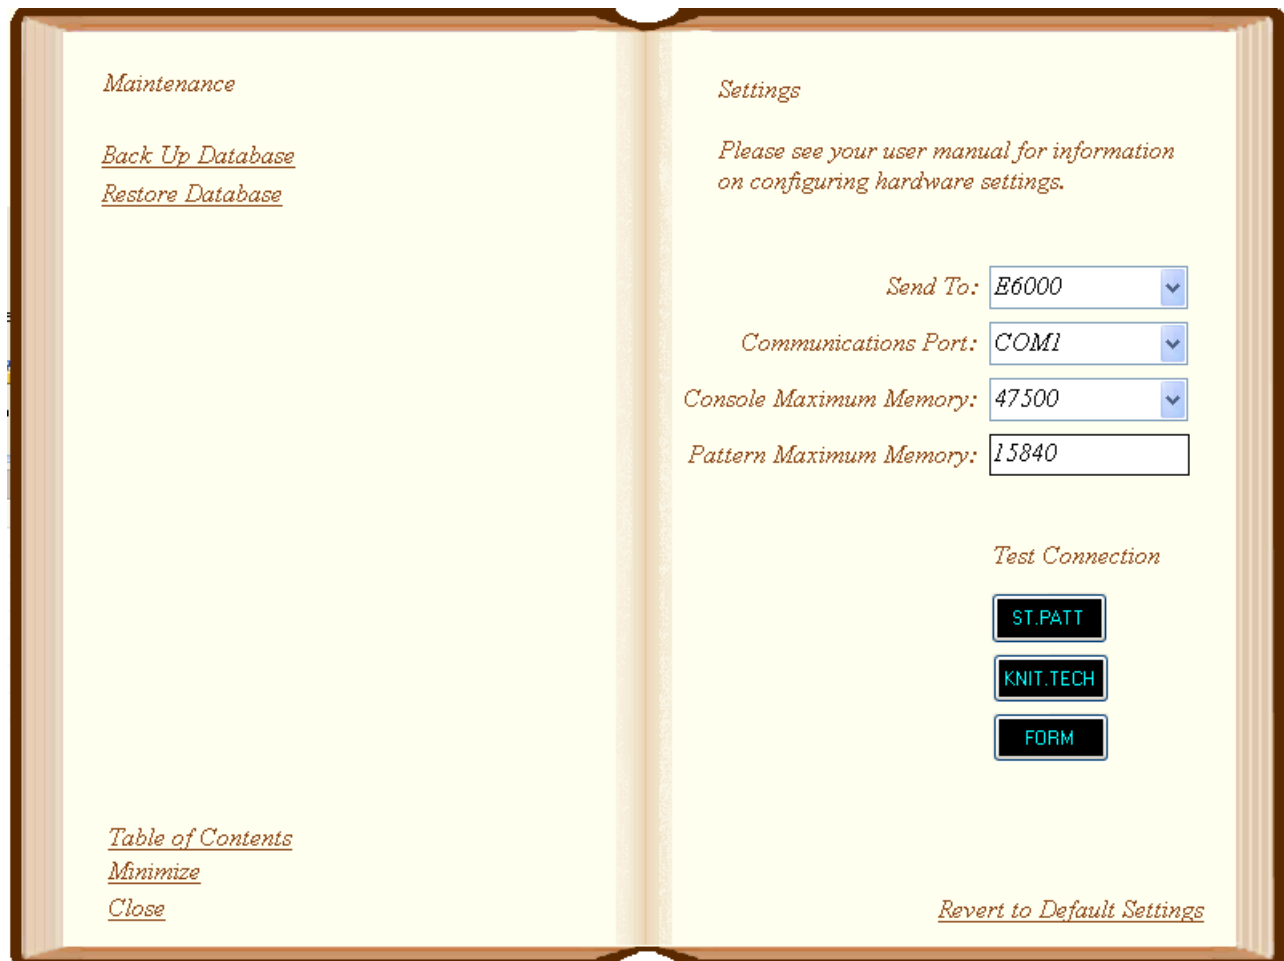 Maintenance
Back Up Database
Restore Database
Table of Contents
Minimize
Close
Settings
Please see your user manual for information
on configuring hardware settings.
Send To: E6000
Communications Port: COM1
Console Maximum Memory: 47500
Pattern Maximum Memory: 15840
Test Connection
ST.PATT
KNIT.TECH
FORM
Revert to Default Settings